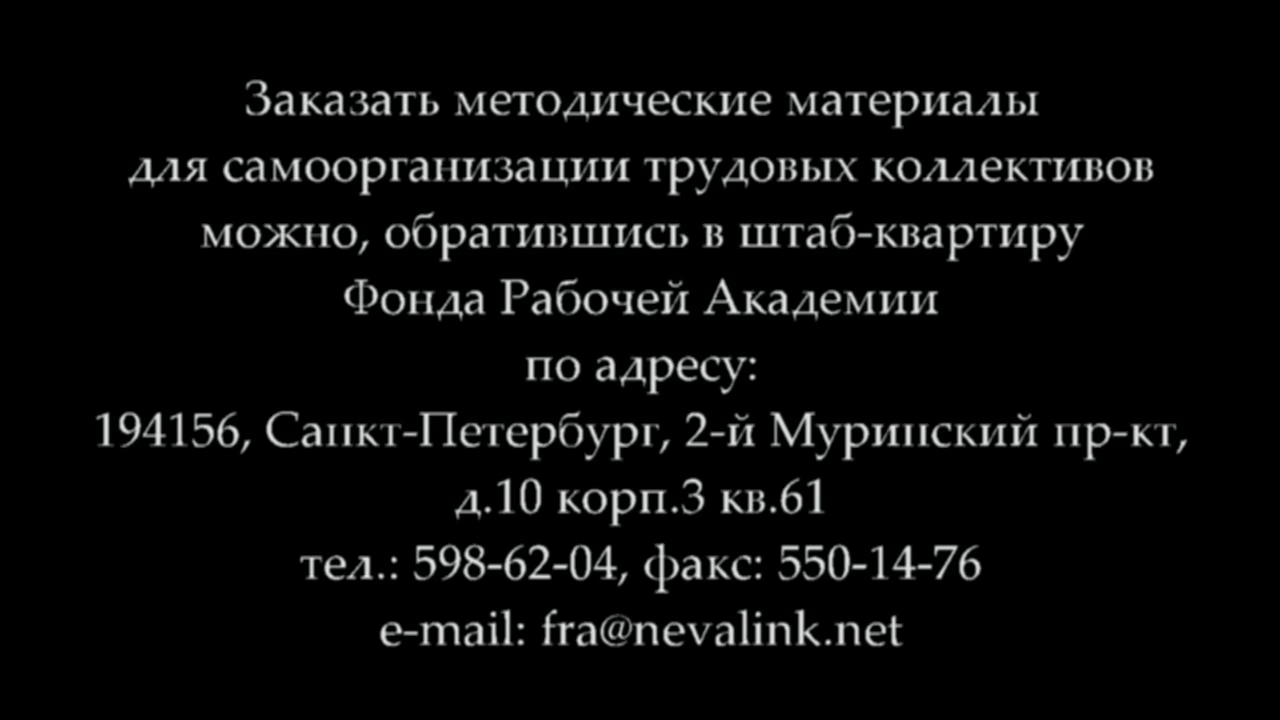 Заказать методические материалы
для самоорганизации трудовых коллективов
можно, обратившись в штаб-квартиру
Фонда Рабочей Академии
по адресу:
194156, Санкт-Петербург, 2-й Муринский пр-кт,
д.10 корп.3 кв.61
тел.: 598-62-04, факс: 550-14-76
e-mail: fra@nevalink.net